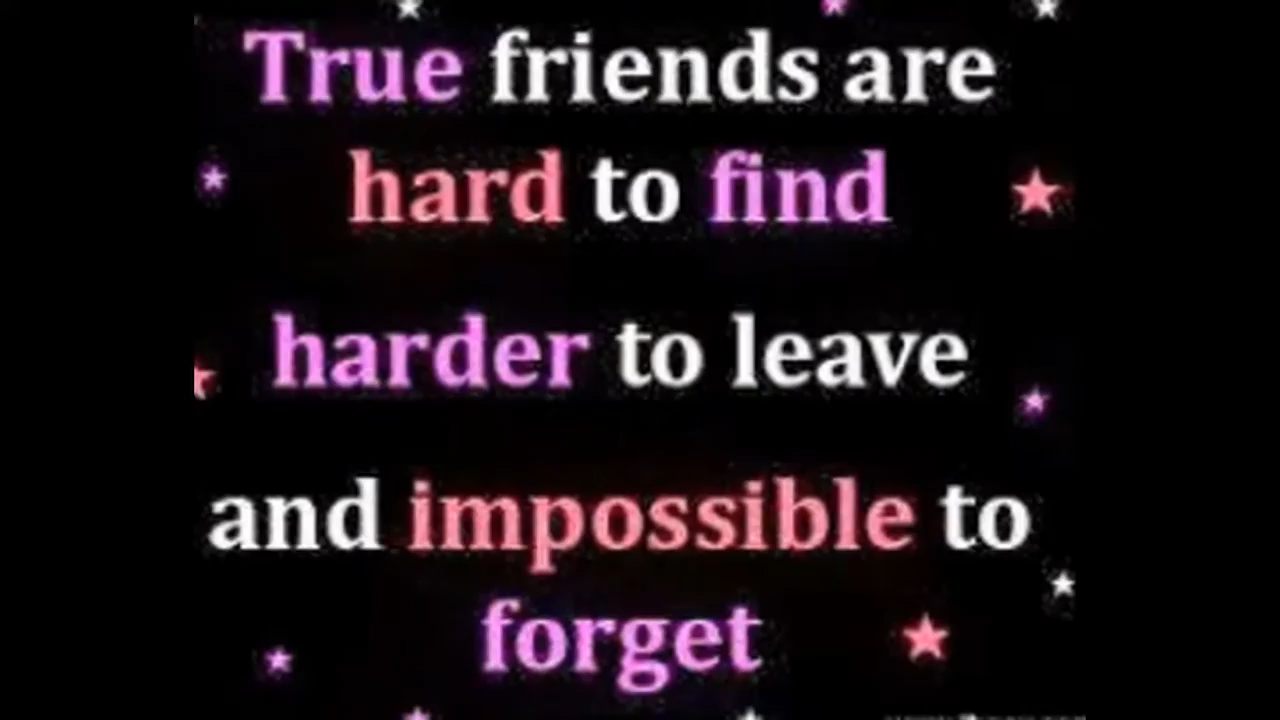 True friends are
hard to find
harder to leave
and impossible to
forget